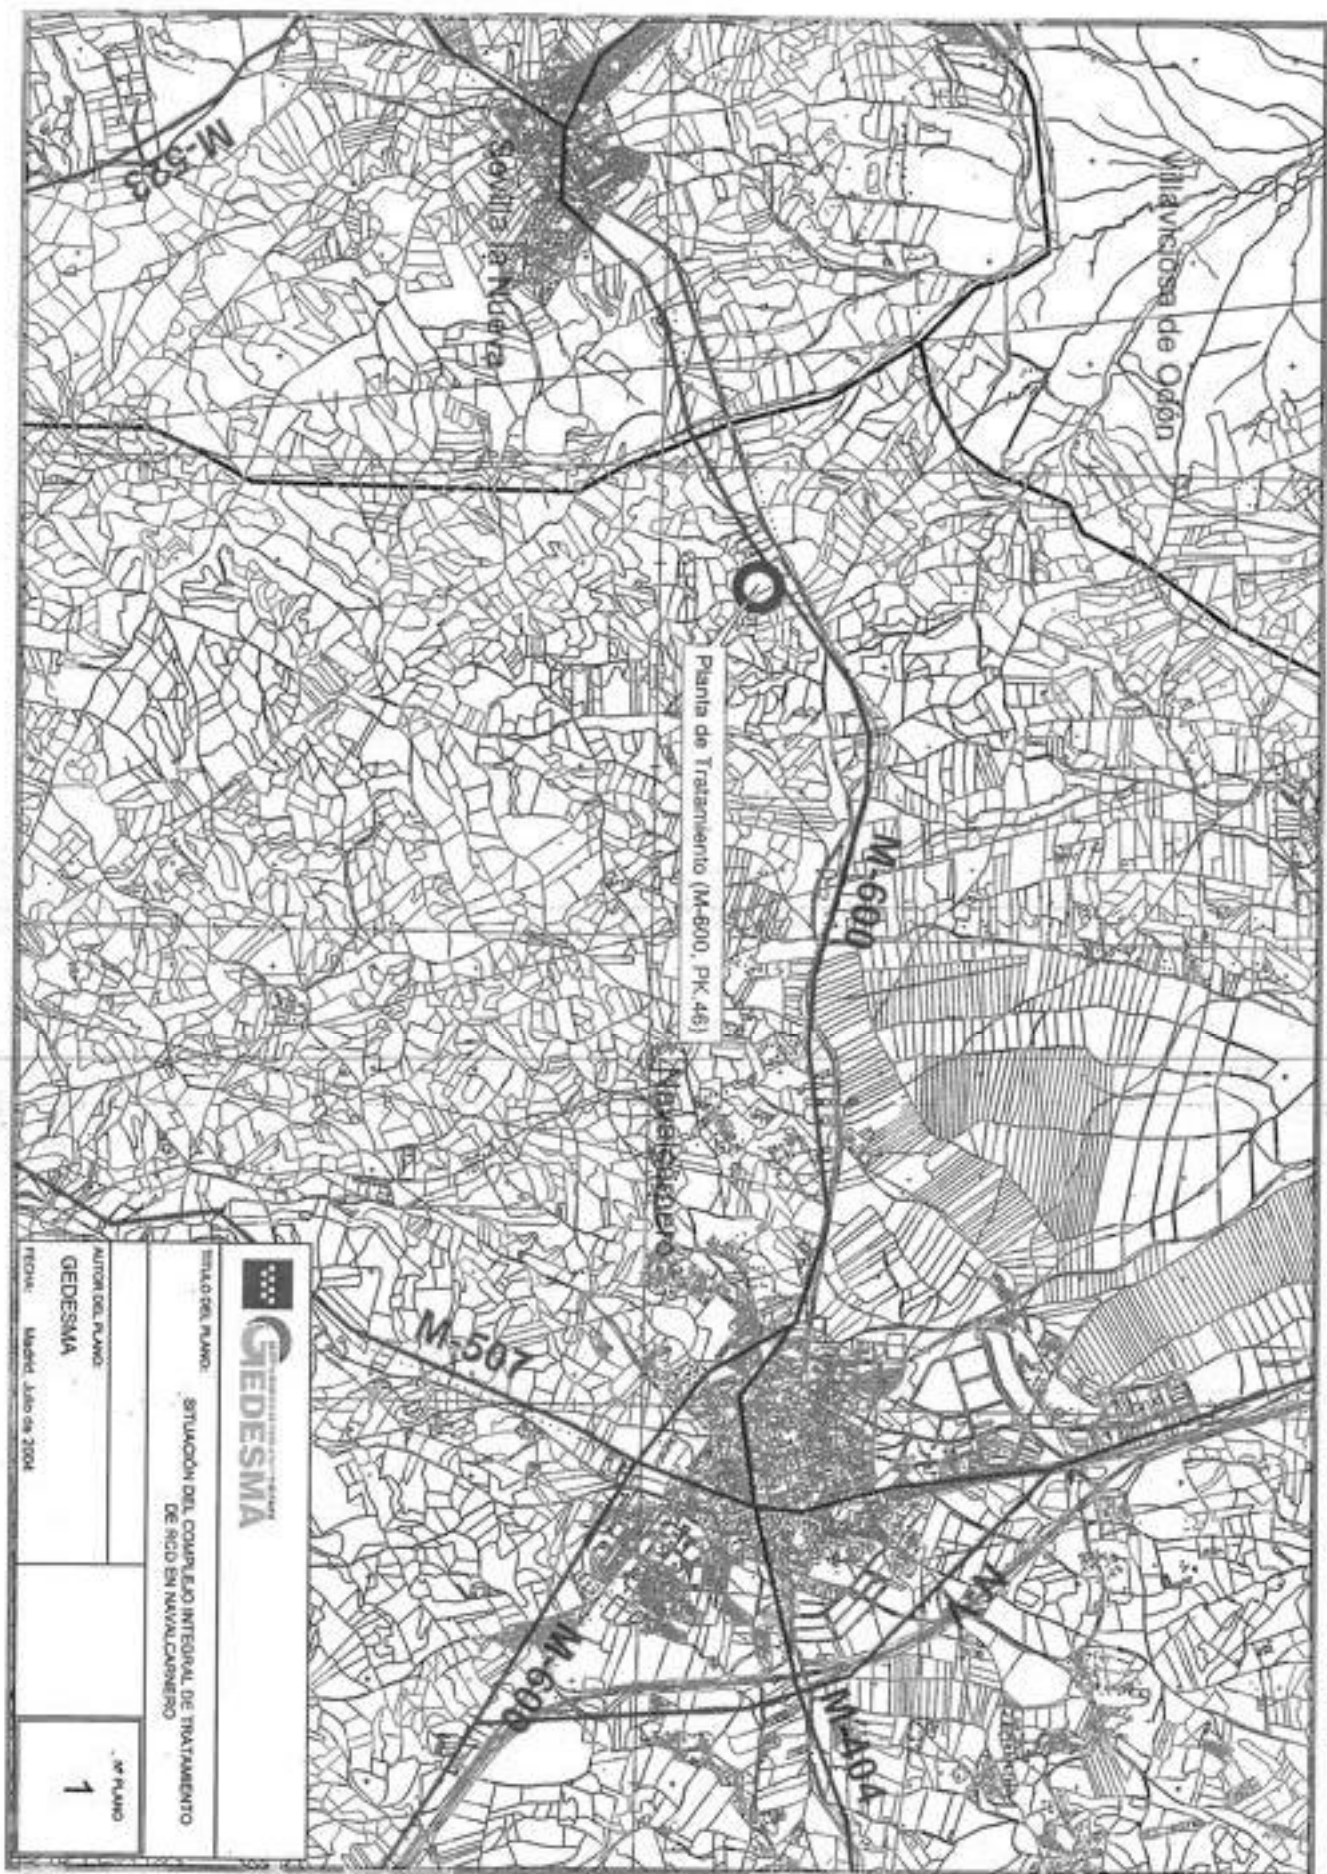 Villaviciosa de Odón
Sevilla la Nueva
M-523
M-600
Planta de Tratamiento (M-600, PK 46)
Navalcarnero
M-507
N-V
M-404
M-600
GEDESMA
TITULO DEL PLANO:
SITUACIÓN DEL COMPLEJO INTEGRAL DE TRATAMIENTO
DE RCD EN NAVALCARNERO
AUTOR DEL PLANO:
GEDESMA
FECHA: Madrid, Julio de 2004
Nº PLANO
1